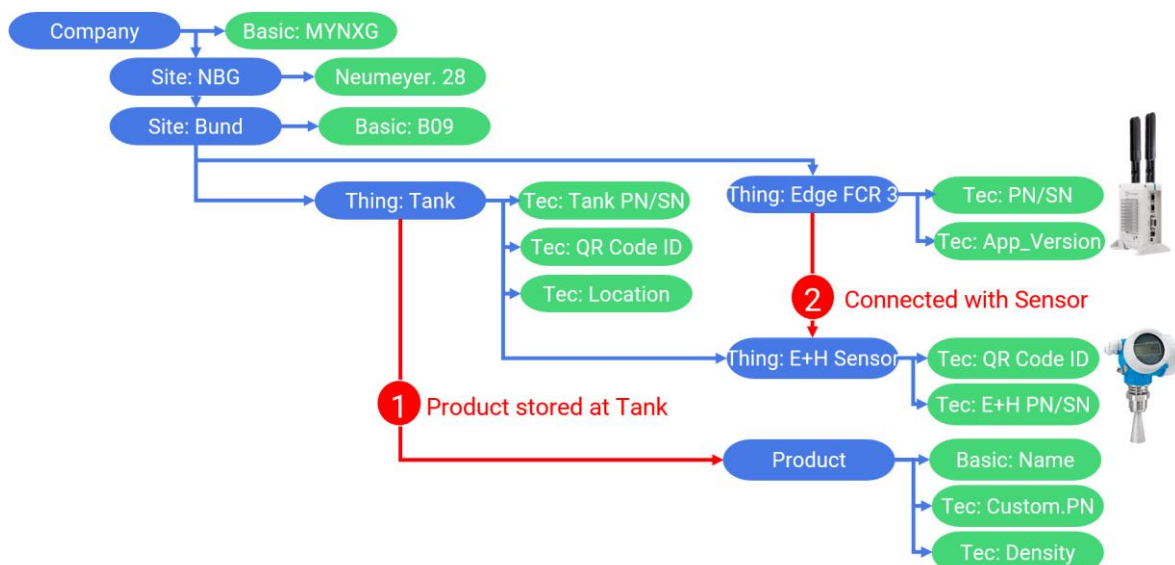 Company
Basic: MYNXG
Site: NBG
Neumeyer. 28
Site: Bund
Basic: B09
Thing: Tank
Tec: Tank PN/SN
Thing: Edge FCR 3
Tec: PN/SN
Tec: QR Code ID
Tec: App_Version
Tec: Location
2 Connected with Sensor
Thing: E+H Sensor
Tec: QR Code ID
Tec: E+H PN/SN
1 Product stored at Tank
Product
Basic: Name
Tec: Custom.PN
Tec: Density